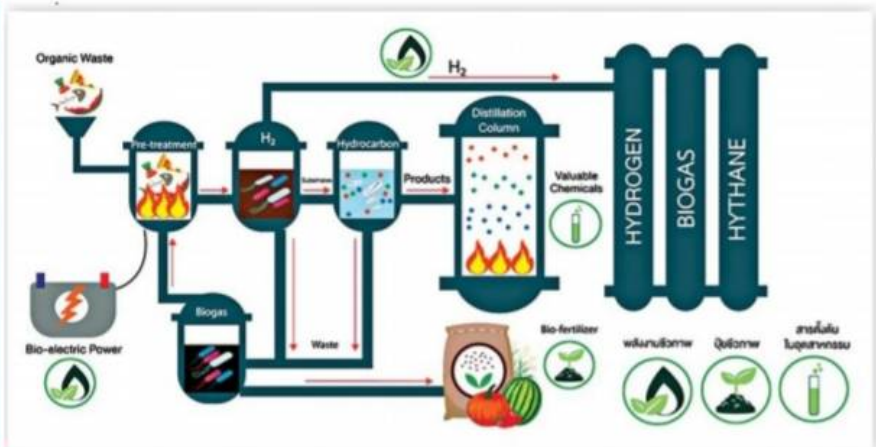 Organic Waste
Pre-treatment
H₂
Hydrocarbon
H₂
Products
Distillation
Column
Valuable
Chemicals
HYDROGEN
BIOGAS
HYTHANE
Bio-electric Power
Biogas
Waste
Bio-fertilizer
พลังงานชีวภาพ
ปุ๋ยชีวภาพ
สารตั้งต้น
ในอุตสาหกรรม